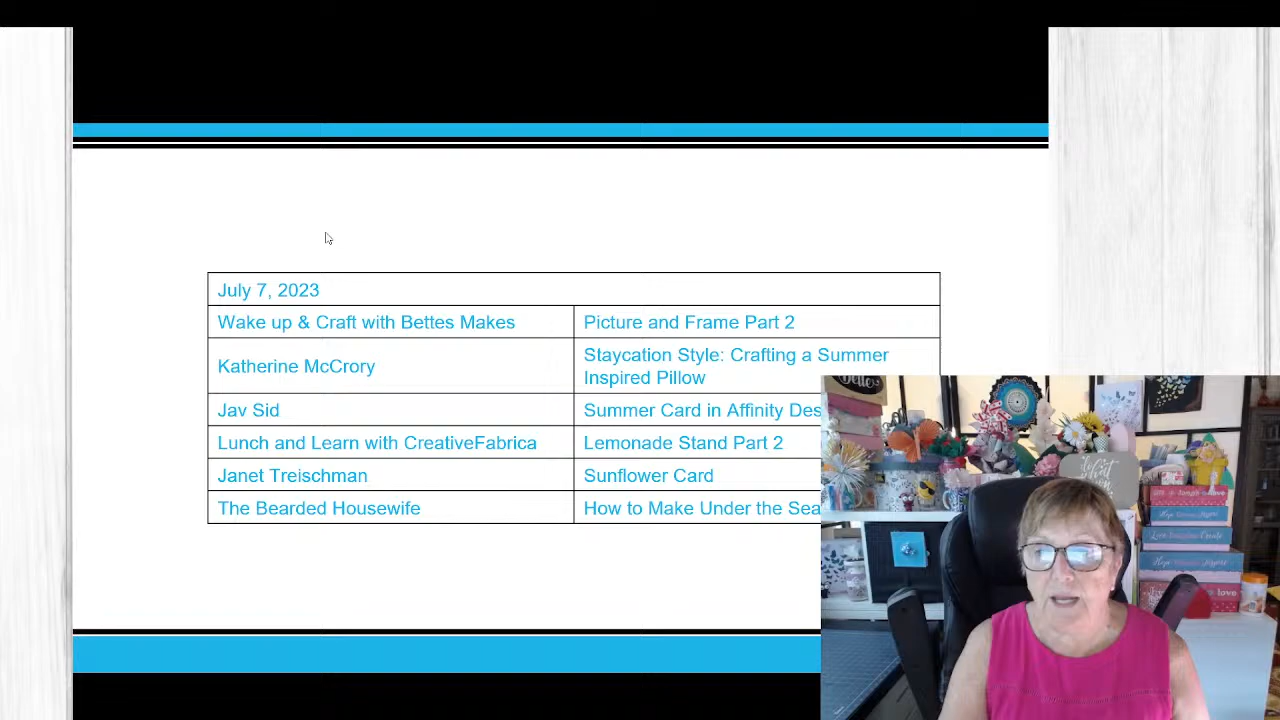 July 7, 2023
Wake up & Craft with Bettes Makes
Picture and Frame Part 2
Katherine McCrory
Staycation Style: Crafting a Summer
Inspired Pillow
Jav Sid
Summer Card in Affinity
Lunch and Learn with CreativeFabrica
Lemonade Stand Part 2
Janet Treischman
Sunflower Card
The Bearded Housewife
How to Make Under the Sea